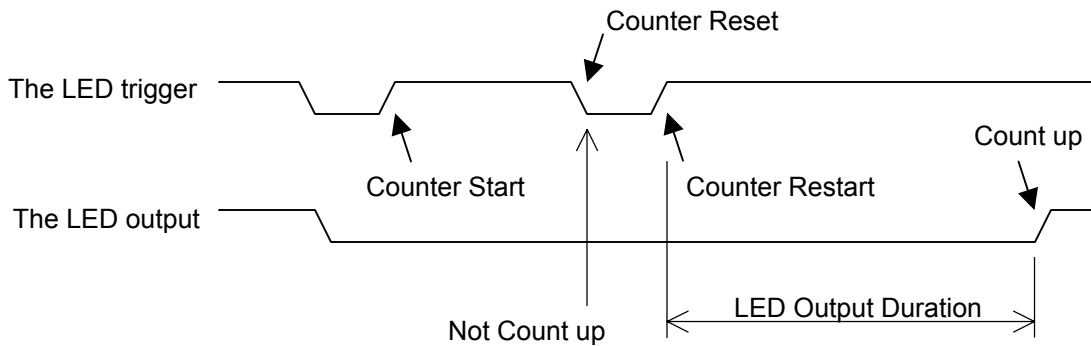 Counter Reset
The LED trigger
Count up
Counter Start
Counter Restart
The LED output
LED Output Duration
Not Count up